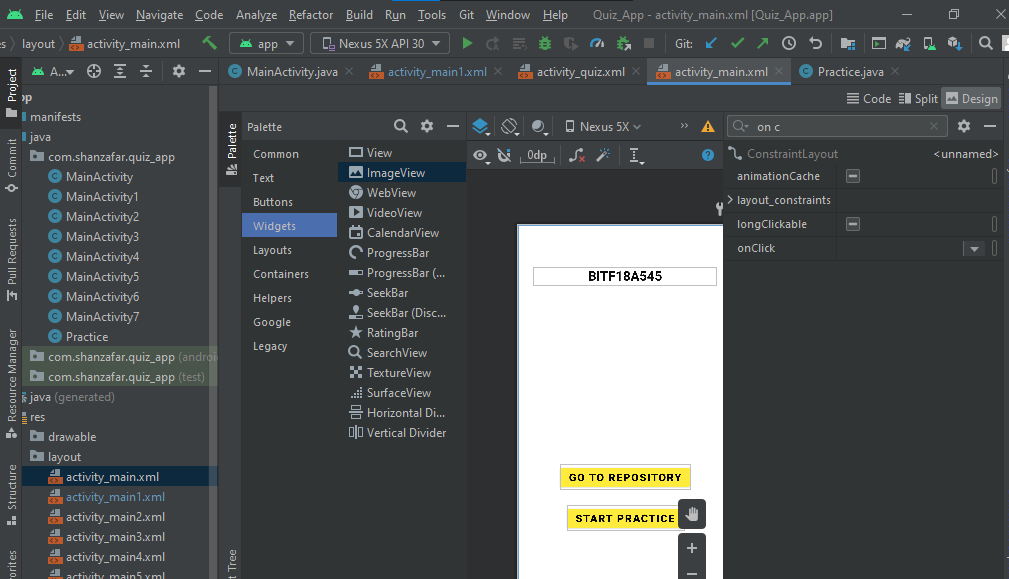 File Edit View Navigate Code Analyze Refactor Build Run Tools Git Window Help Quiz_App - activity_main.xml [Quiz_App.app]
layout activity_main.xml app Nexus 5X API 30 Git:
Project
Commit
Pull Requests
Resource Manager
Structure
A...
MainActivity.java activity_main1.xml activity_quiz.xml activity_main.xml Practice.java
Code Split Design
manifests
java
com.shanzafar.quiz_app
MainActivity
MainActivity1
MainActivity2
MainActivity3
MainActivity4
MainActivity5
MainActivity6
MainActivity7
Practice
com.shanzafar.quiz_app (androi
com.shanzafar.quiz_app (test)
java (generated)
res
drawable
layout
activity_main.xml
activity_main1.xml
activity_main2.xml
activity_main3.xml
activity_main4.xml
activity_main5.xml
Palette
Tree
Palette
Common
Text
Buttons
Widgets
Layouts
Containers
Helpers
Google
Legacy
View
ImageView
WebView
VideoView
CalendarView
ProgressBar
ProgressBar (...
SeekBar
SeekBar (Disc...
RatingBar
SearchView
TextureView
SurfaceView
Horizontal Di...
Vertical Divider
Nexus 5X
0dp
BITF18A545
GO TO REPOSITORY
START PRACTICE
on c
ConstraintLayout <unnamed>
animationCache
layout_constraints
longClickable
onClick